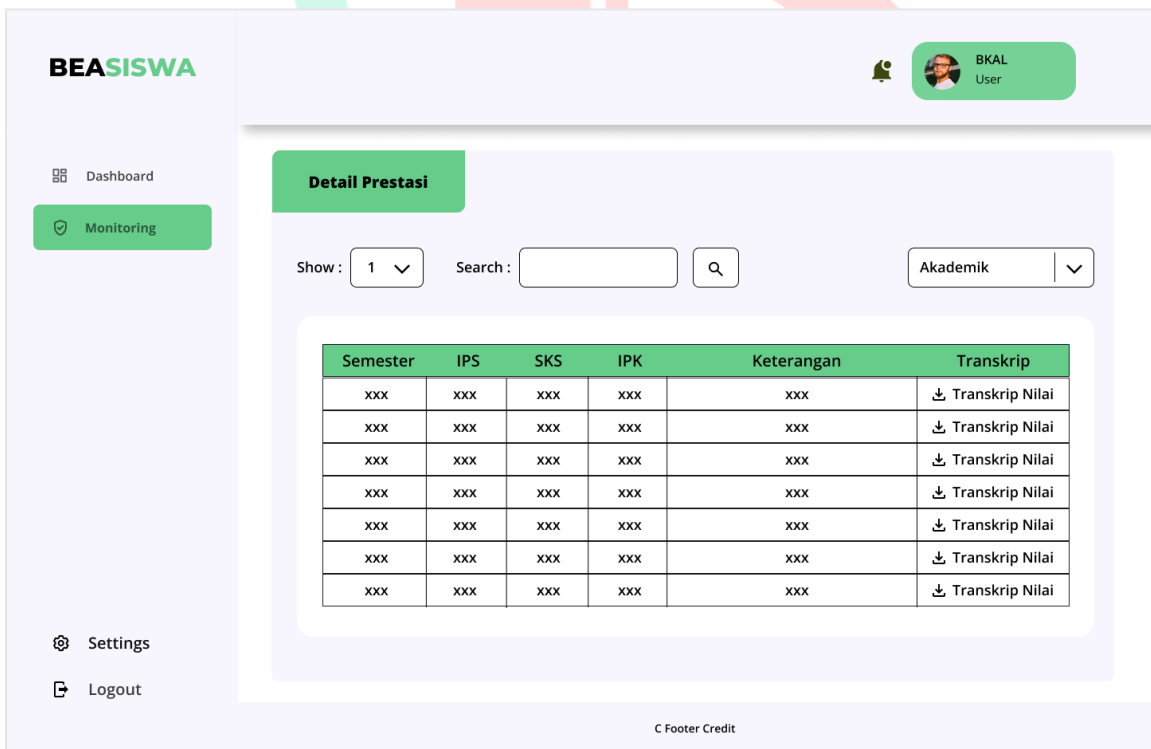 BEASISWA
BKAL
User
Dashboard
Monitoring
Detail Prestasi
Show : 1 Search : Akademik
Semester IPS SKS IPK Keterangan Transkrip
xxx xxx xxx xxx xxx Transkrip Nilai
xxx xxx xxx xxx xxx Transkrip Nilai
xxx xxx xxx xxx xxx Transkrip Nilai
xxx xxx xxx xxx xxx Transkrip Nilai
xxx xxx xxx xxx xxx Transkrip Nilai
xxx xxx xxx xxx xxx Transkrip Nilai
xxx xxx xxx xxx xxx Transkrip Nilai
Settings
Logout
C Footer Credit